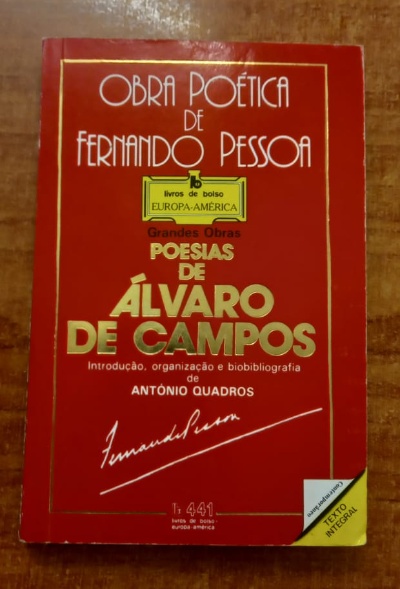 OBRA POÉTICA
DE
FERNANDO PESSOA
livros de bolso
EUROPA-AMÉRICA
Grandes Obras
POESIAS
DE
ÁLVARO
DE CAMPOS
Introdução, organização e biobibliografia
de
ANTÓNIO QUADROS
Fernando Pessoa
441
livros de bolso
europa-américa
Contemporânea
TEXTO
INTEGRAL